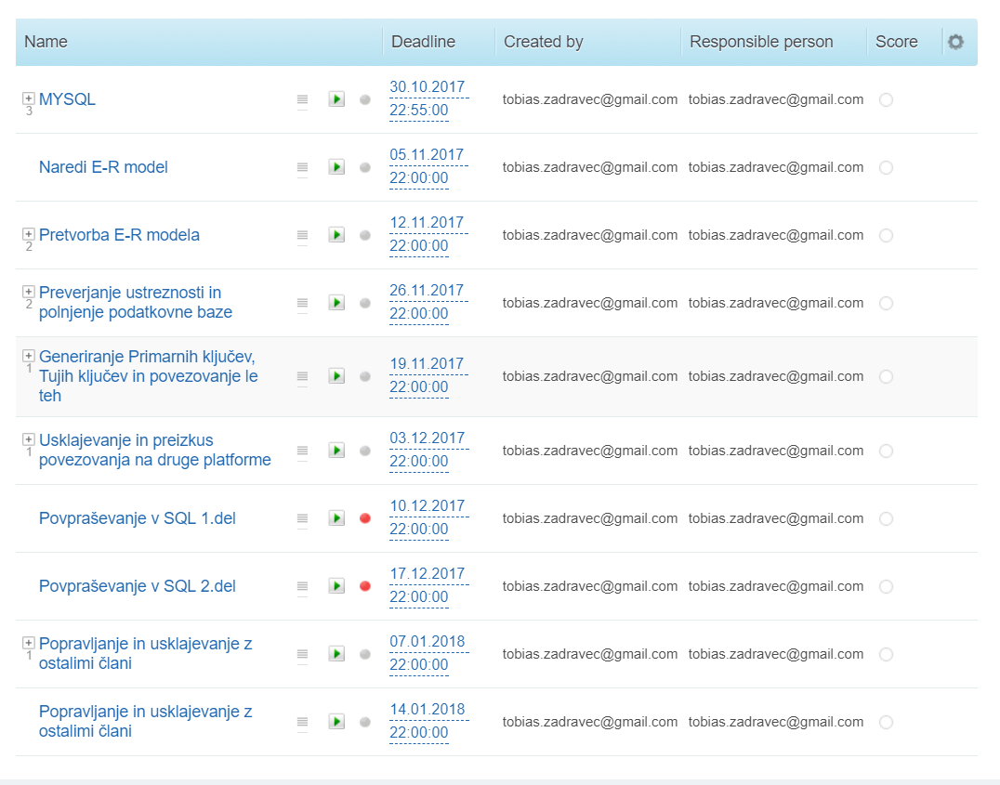 Name Deadline Created by Responsible person Score
MYSQL 30.10.2017 tobias.zadravec@gmail.com tobias.zadravec@gmail.com
3 22:55:00
Naredi E-R model 05.11.2017 tobias.zadravec@gmail.com tobias.zadravec@gmail.com
22:00:00
Pretvorba E-R modela 12.11.2017 tobias.zadravec@gmail.com tobias.zadravec@gmail.com
2 22:00:00
Preverjanje ustreznosti in 26.11.2017 tobias.zadravec@gmail.com tobias.zadravec@gmail.com
2 polnjenje podatkovne baze 22:00:00
Generiranje Primarnih ključev, 19.11.2017
1 Tujih ključev in povezovanje le tobias.zadravec@gmail.com tobias.zadravec@gmail.com
teh 22:00:00
Usklajevanje in preizkus 03.12.2017 tobias.zadravec@gmail.com tobias.zadravec@gmail.com
1 povezovanja na druge platforme 22:00:00
Povpraševanje v SQL 1.del 10.12.2017 tobias.zadravec@gmail.com tobias.zadravec@gmail.com
22:00:00
Povpraševanje v SQL 2.del 17.12.2017 tobias.zadravec@gmail.com tobias.zadravec@gmail.com
22:00:00
Popravljanje in usklajevanje z 07.01.2018 tobias.zadravec@gmail.com tobias.zadravec@gmail.com
1 ostalimi člani 22:00:00
Popravljanje in usklajevanje z 14.01.2018 tobias.zadravec@gmail.com tobias.zadravec@gmail.com
ostalimi člani 22:00:00